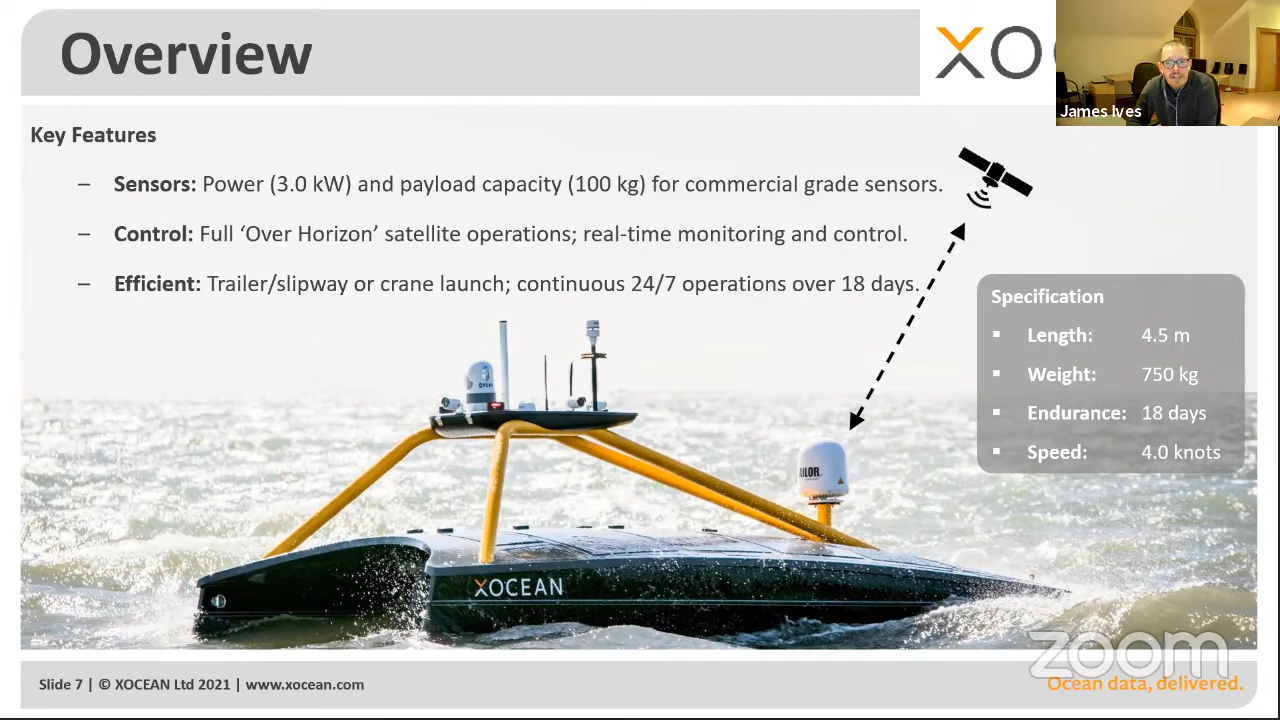 Overview
XO
James Ives
Key Features
– Sensors: Power (3.0 kW) and payload capacity (100 kg) for commercial grade sensors.
– Control: Full ‘Over Horizon’ satellite operations; real-time monitoring and control.
– Efficient: Trailer/slipway or crane launch; continuous 24/7 operations over 18 days.
Specification
▪ Length: 4.5 m
▪ Weight: 750 kg
▪ Endurance: 18 days
▪ Speed: 4.0 knots
AILOR
XOCEAN
zoom
Slide 7 | © XOCEAN Ltd 2021 | www.xocean.com
Ocean data, delivered.